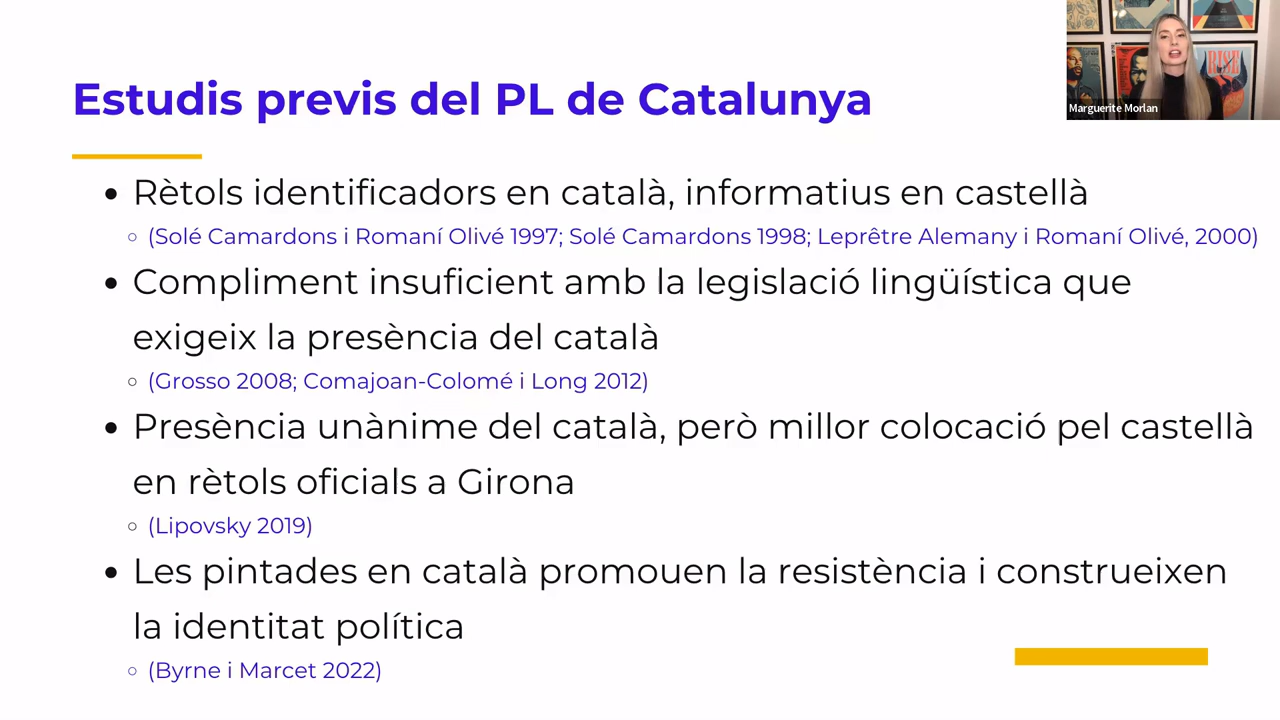 Estudis previs del PL de Catalunya
Marguerite Morlan
RISE
• Rètols identificadors en català, informatius en castellà
○ (Solé Camardons i Romaní Olivé 1997; Solé Camardons 1998; Leprêtre Alemany i Romaní Olivé, 2000)
• Compliment insuficient amb la legislació lingüística que
exigeix la presència del català
○ (Grosso 2008; Comajoan-Colomé i Long 2012)
• Presència unànime del català, però millor colocació pel castellà
en rètols oficials a Girona
○ (Lipovsky 2019)
• Les pintades en català promouen la resistència i construeixen
la identitat política
○ (Byrne i Marcet 2022)